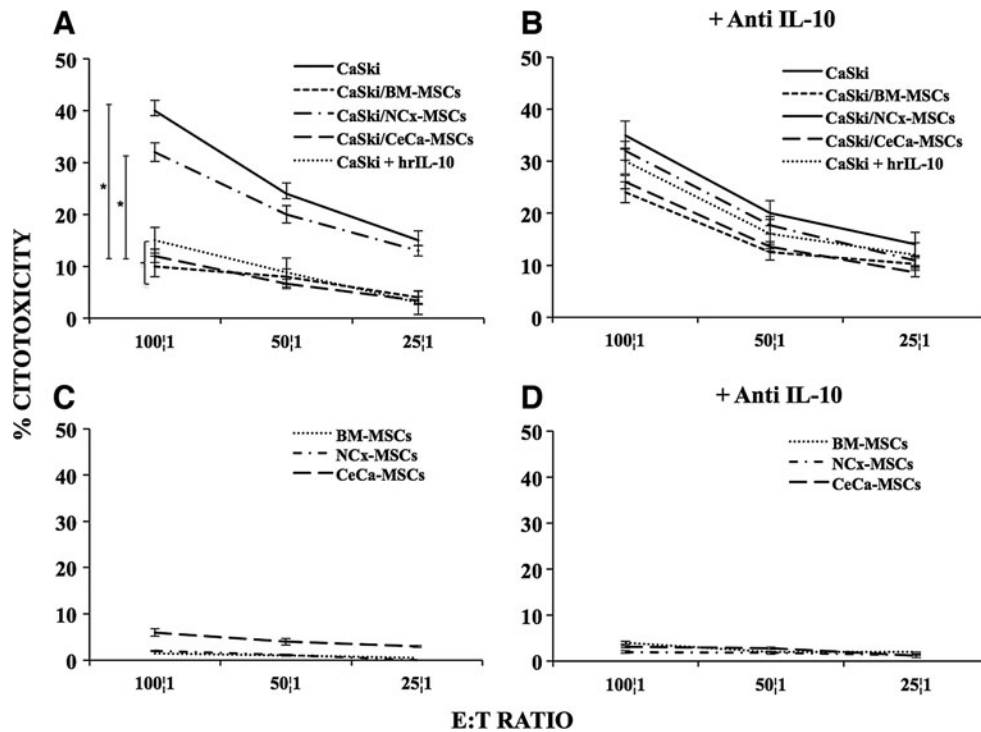 A
50
40
30
20
10
0
*
*
CaSki
CaSki/BM-MSCs
CaSki/NCx-MSCs
CaSki/CeCa-MSCs
CaSki + hrIL-10
100¦1
50¦1
25¦1
B
+ Anti IL-10
50
40
30
20
10
0
CaSki
CaSki/BM-MSCs
CaSki/NCx-MSCs
CaSki/CeCa-MSCs
CaSki + hrIL-10
100¦1
50¦1
25¦1
% CITOTOXICITY
C
50
40
30
20
10
0
BM-MSCs
NCx-MSCs
CeCa-MSCs
100¦1
50¦1
25¦1
D
+ Anti IL-10
50
40
30
20
10
0
BM-MSCs
NCx-MSCs
CeCa-MSCs
100¦1
50¦1
25¦1
E:T RATIO